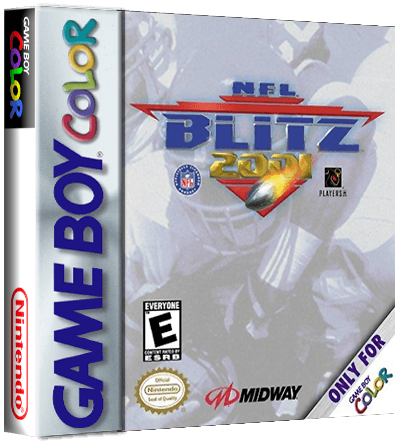 GAME BOY
COLOR
Nintendo
GAME BOY COLOR
NFL
BLITZ
2001
NFL
PLAYERS
EVERYONE
E
CONTENT RATED BY
ESRB
Official
Nintendo
Seal of Quality
MIDWAY
ONLY FOR
GAME BOY
COLOR